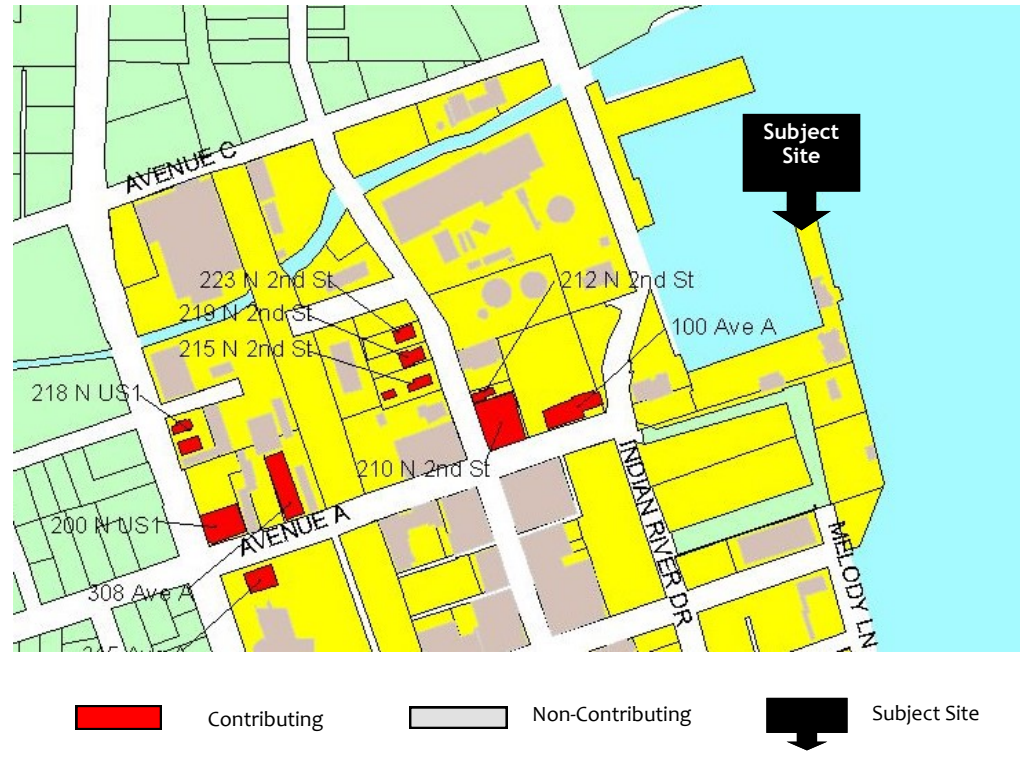 Subject
Site
AVENUE C
223 N 2nd St
212 N 2nd St
219 N 2nd St
100 Ave A
215 N 2nd St
218 N US1
210 N 2nd St
200 N US1
AVENUE A
INDIAN RIVER DR
MELODY LN
308 Ave A
Contributing
Non-Contributing
Subject Site